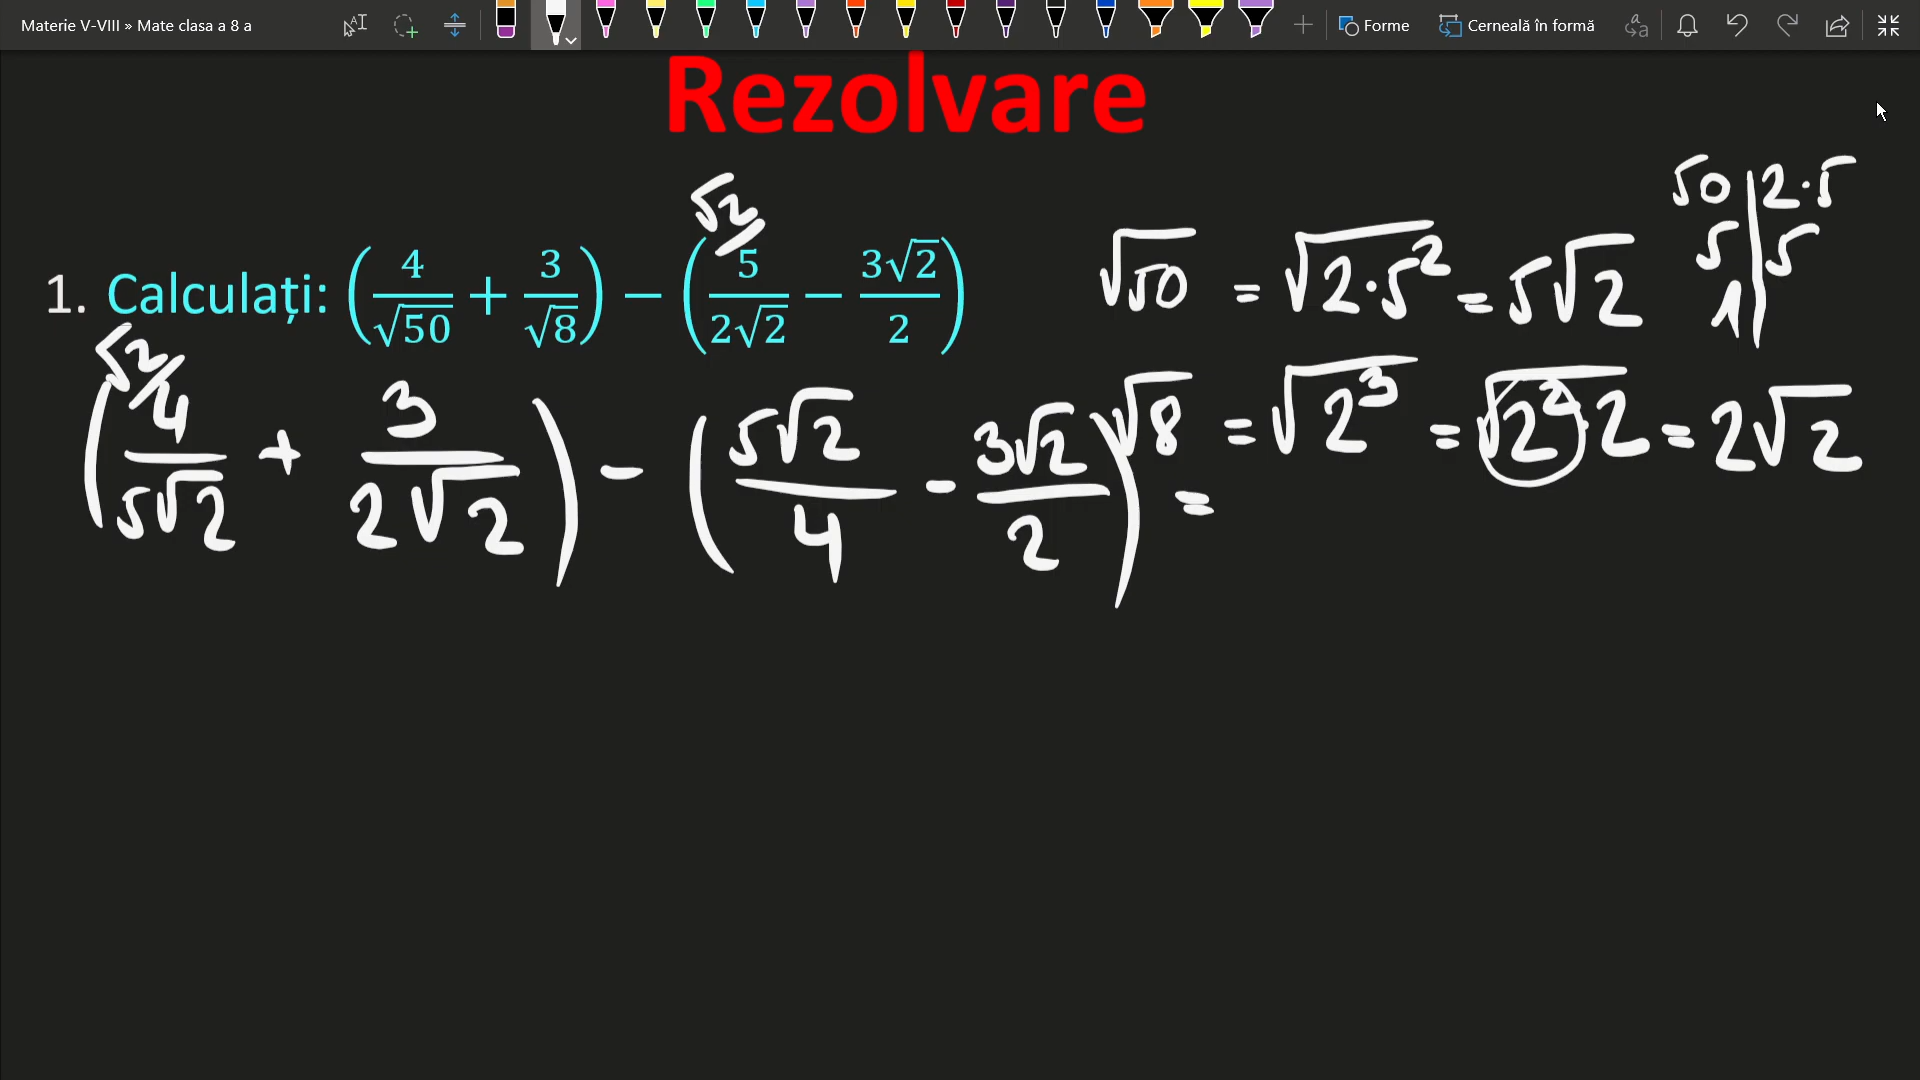 Materie V-VIII » Mate clasa a 8 a Forme Cerneală în formă
Rezolvare
50 | 2·5
5 | 5
1 |
√2
1. Calculați: (4/√50 + 3/√8) − (5/2√2 − 3√2/2)
√50 = √2·5² = 5√2
√8 = √2³ = √2²·2 = 2√2
√2
(4/5√2 + 3/2√2) − (5√2/4 − 3√2/2) =